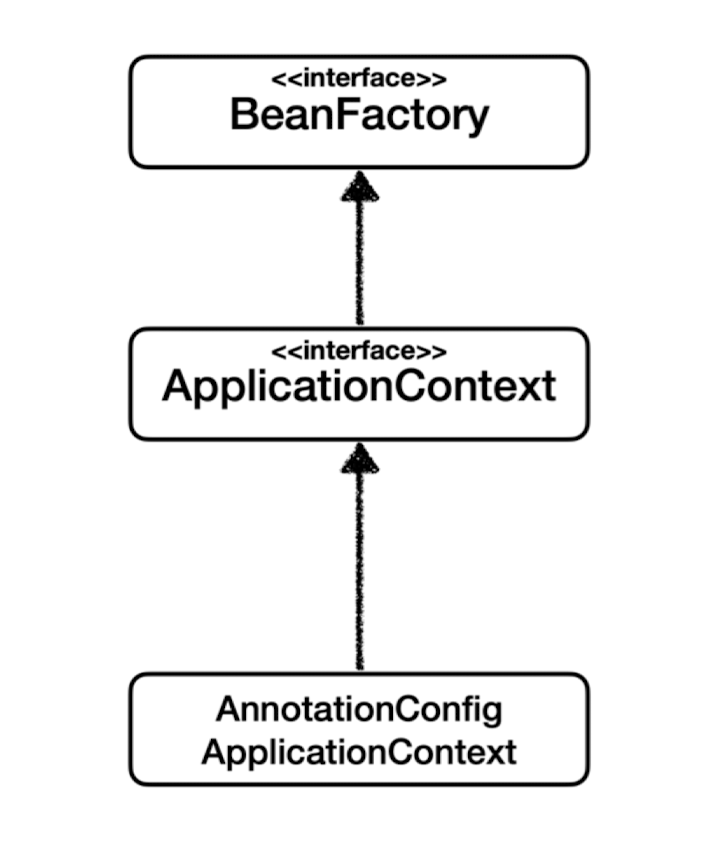 <<interface>>
BeanFactory
<<interface>>
ApplicationContext
AnnotationConfig
ApplicationContext